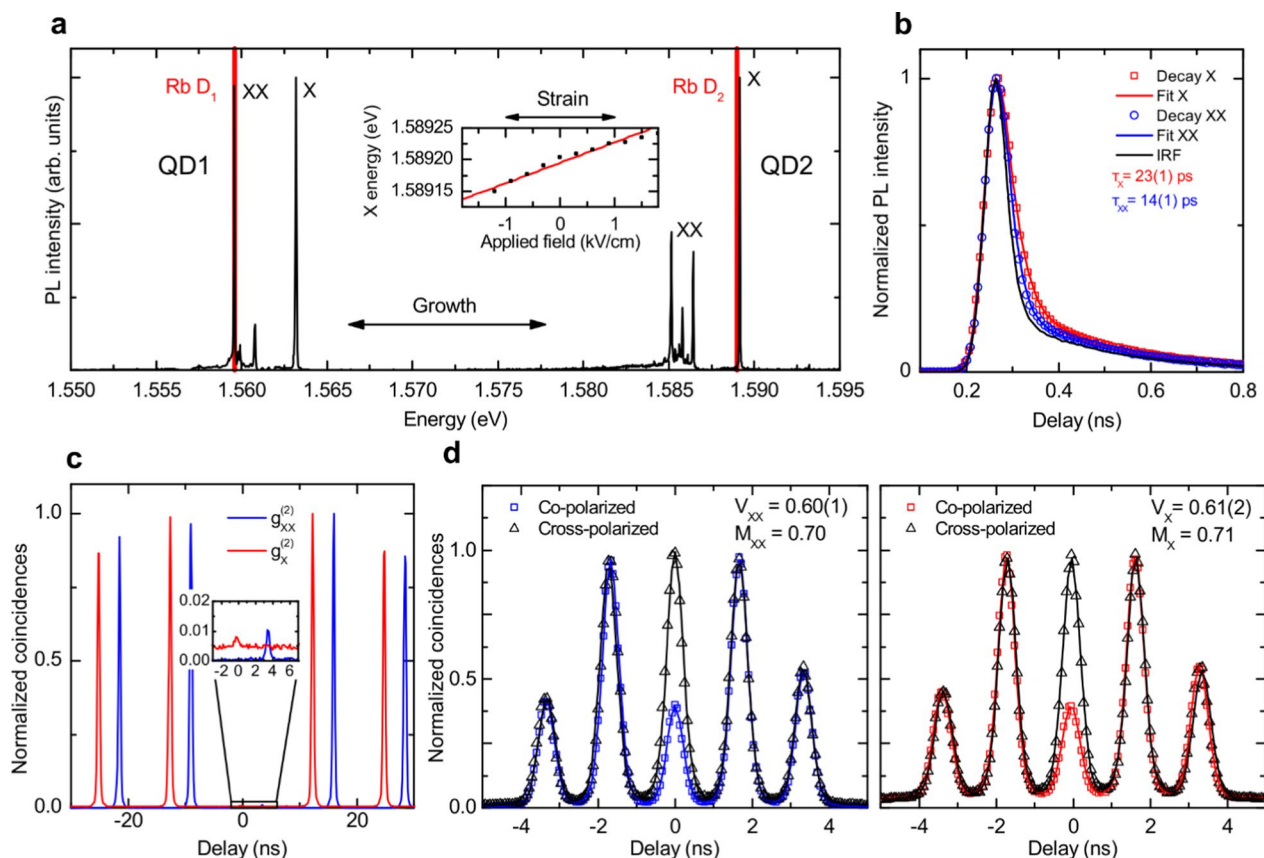 a
Rb D₁
XX
X
QD1
Rb D₂
X
QD2
XX
Strain
X energy (eV)
1.58925
1.58920
1.58915
-1 0 1
Applied field (kV/cm)
Growth
PL intensity (arb. units)
1.550 1.555 1.560 1.565 1.570 1.575 1.580 1.585 1.590 1.595
Energy (eV)
b
Normalized PL intensity
1
0
Decay X
Fit X
Decay XX
Fit XX
IRF
τX= 23(1) ps
τXX= 14(1) ps
0.2 0.4 0.6 0.8
Delay (ns)
c
Normalized coincidences
1.0
0.5
0.0
g(2)XX
g(2)X
0.02
0.01
0.00
-2 0 2 4 6
-20 0 20
Delay (ns)
d
Normalized coincidences
1.0
0.5
0.0
Co-polarized
Cross-polarized
VXX = 0.60(1)
MXX = 0.70
-4 -2 0 2 4
Delay (ns)
Co-polarized
Cross-polarized
VX = 0.61(2)
MX = 0.71
-4 -2 0 2 4
Delay (ns)